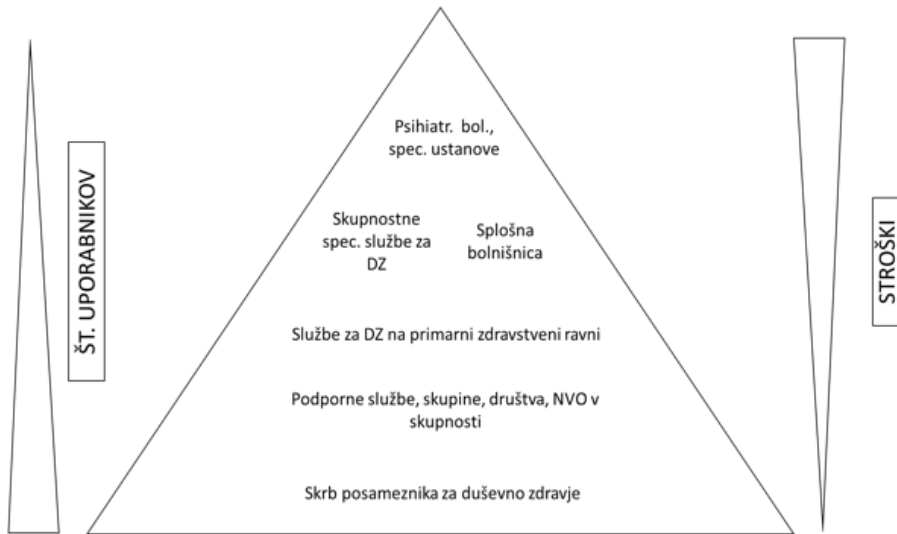 Psihiatr. bol.,
spec. ustanove
Skupnostne
spec. službe za
DZ
Splošna
bolnišnica
Službe za DZ na primarni zdravstveni ravni
Podporne službe, skupine, društva, NVO v
skupnosti
Skrb posameznika za duševno zdravje
ŠT. UPORABNIKOV
STROŠKI